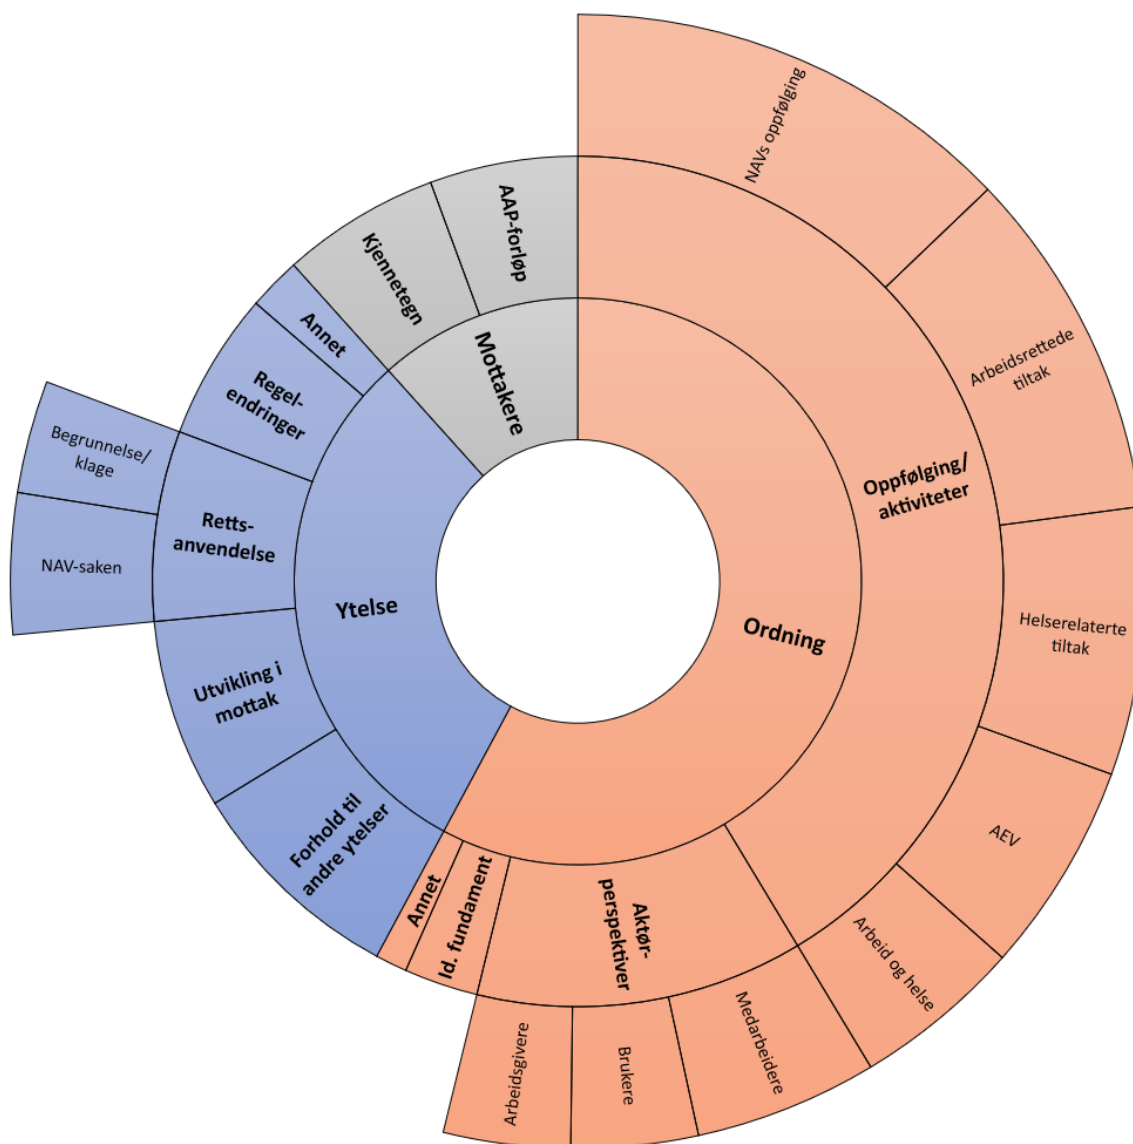 NAVs oppfølging
Arbeidsrettede
tiltak
Helserelaterte
tiltak
AEV
Arbeid og helse
Medarbeidere
Brukere
Arbeidsgivere
Oppfølging/
aktiviteter
Aktør-
perspektiver
Id. fundament
Annet
Ordning
Forhold til
andre ytelser
Utvikling i
mottak
Retts-
anvendelse
NAV-saken
Begrunnelse/
klage
Regel-
endringer
Annet
Ytelse
Kjennetegn
AAP-forløp
Mottakere